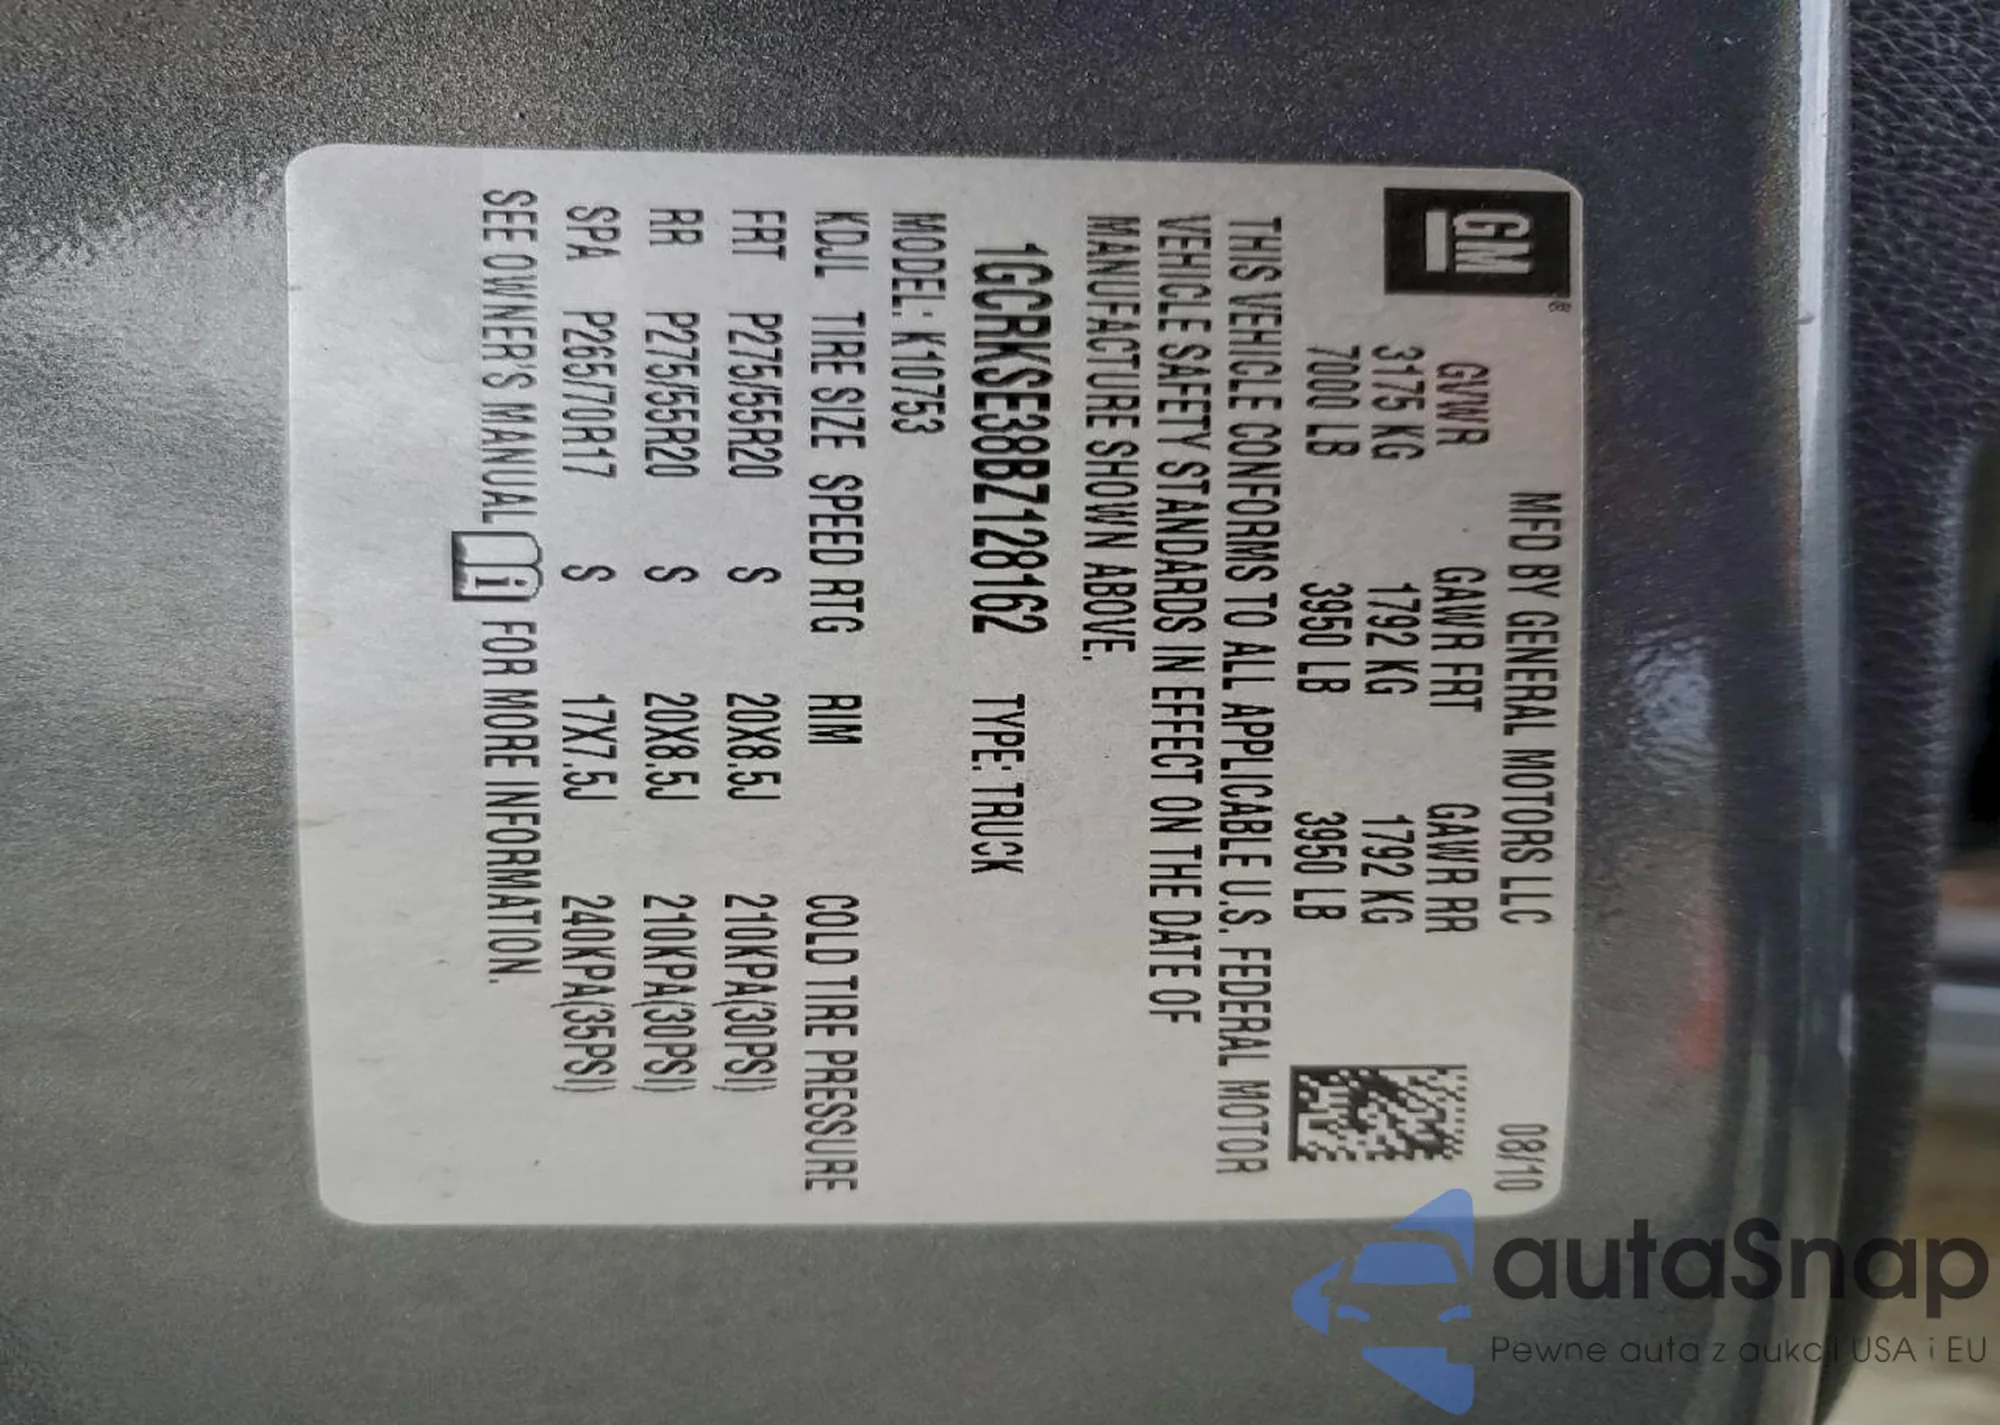 GM®
MFD BY GENERAL MOTORS LLC 08/10
GVWR GAWR FRT GAWR RR
3175 KG 1792 KG 1792 KG
7000 LB 3950 LB 3950 LB
THIS VEHICLE CONFORMS TO ALL APPLICABLE U.S. FEDERAL MOTOR
VEHICLE SAFETY STANDARDS IN EFFECT ON THE DATE OF
MANUFACTURE SHOWN ABOVE.
1GCRKSE38BZ128162 TYPE: TRUCK
MODEL: K10753
KDJL TIRE SIZE SPEED RTG RIM COLD TIRE PRESSURE
FRT P275/55R20 S 20X8.5J 210KPA(30PSI)
RR P275/55R20 S 20X8.5J 210KPA(30PSI)
SPA P265/70R17 S 17X7.5J 240KPA(35PSI)
SEE OWNER'S MANUAL i FOR MORE INFORMATION.
autaSnap
Pewne auta z aukcji USA i EU